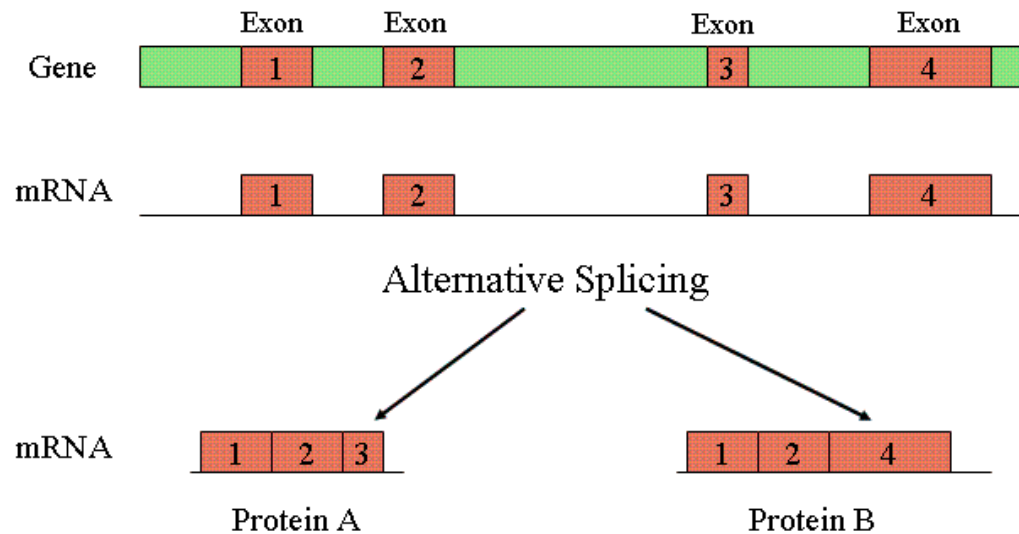 Exon Exon Exon Exon
Gene 1 2 3 4
mRNA 1 2 3 4
Alternative Splicing
mRNA 1 2 3 1 2 4
Protein A Protein B